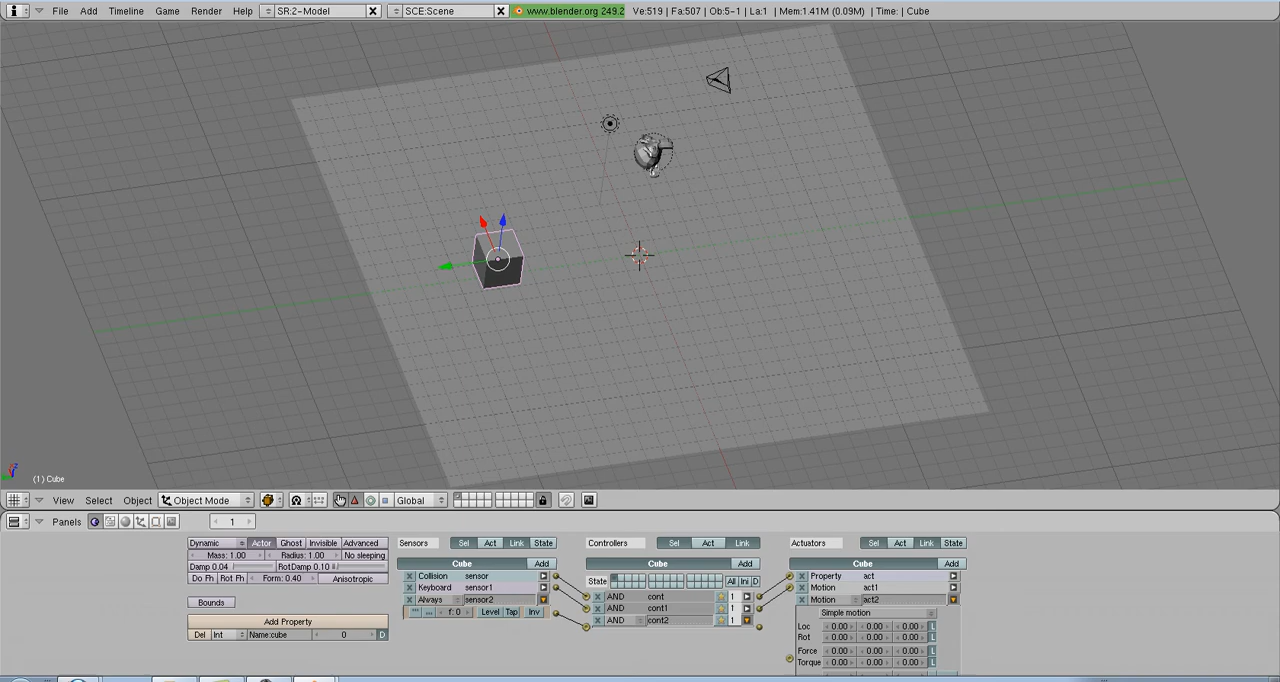 File Add Timeline Game Render Help SR:2-Model SCE:Scene www.blender.org 249.2 Ve:519 | Fa:507 | Ob:5-1 | La:1 | Mem:1.41M (0.09M) | Time: | Cube
(1) Cube
View Select Object Object Mode Global
Panels 1
Dynamic Actor Ghost Invisible Advanced
Mass: 1.00 Radius: 1.00 No sleeping
Damp 0.04 RotDamp 0.10
Do Fh Rot Fh Form: 0.40 Anisotropic
Bounds
Add Property
Del Int Name:cube 0 D
Sensors Sel Act Link State
Cube Add
Collision sensor
Keyboard sensor1
Always sensor2
f: 0 Level Tap Inv
Controllers Sel Act Link
Cube Add
State All Ini D
AND cont 1
AND cont1 1
AND cont2 1
Actuators Sel Act Link State
Cube Add
Property act
Motion act1
Motion act2
Simple motion
Loc 0.00 0.00 0.00 L
Rot 0.00 0.00 0.00 L
Force 0.00 0.00 0.00 L
Torque 0.00 0.00 0.00 L